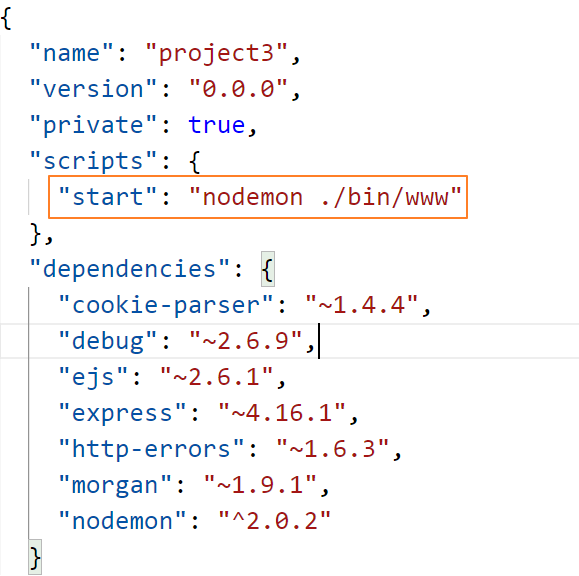 {
  "name": "project3",
  "version": "0.0.0",
  "private": true,
  "scripts": {
    "start": "nodemon ./bin/www"
  },
  "dependencies": {
    "cookie-parser": "~1.4.4",
    "debug": "~2.6.9",
    "ejs": "~2.6.1",
    "express": "~4.16.1",
    "http-errors": "~1.6.3",
    "morgan": "~1.9.1",
    "nodemon": "^2.0.2"
  }